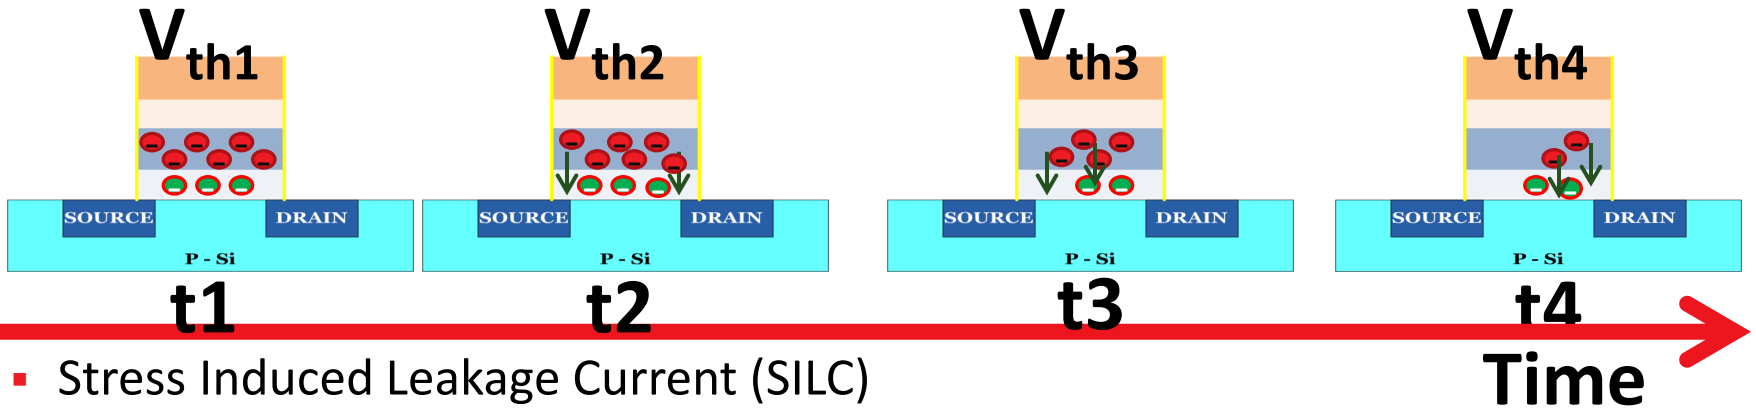 Vth1 Vth2 Vth3 Vth4
SOURCE DRAIN SOURCE DRAIN SOURCE DRAIN SOURCE DRAIN
P - Si P - Si P - Si P - Si
t1 t2 t3 t4
Time
▪ Stress Induced Leakage Current (SILC)